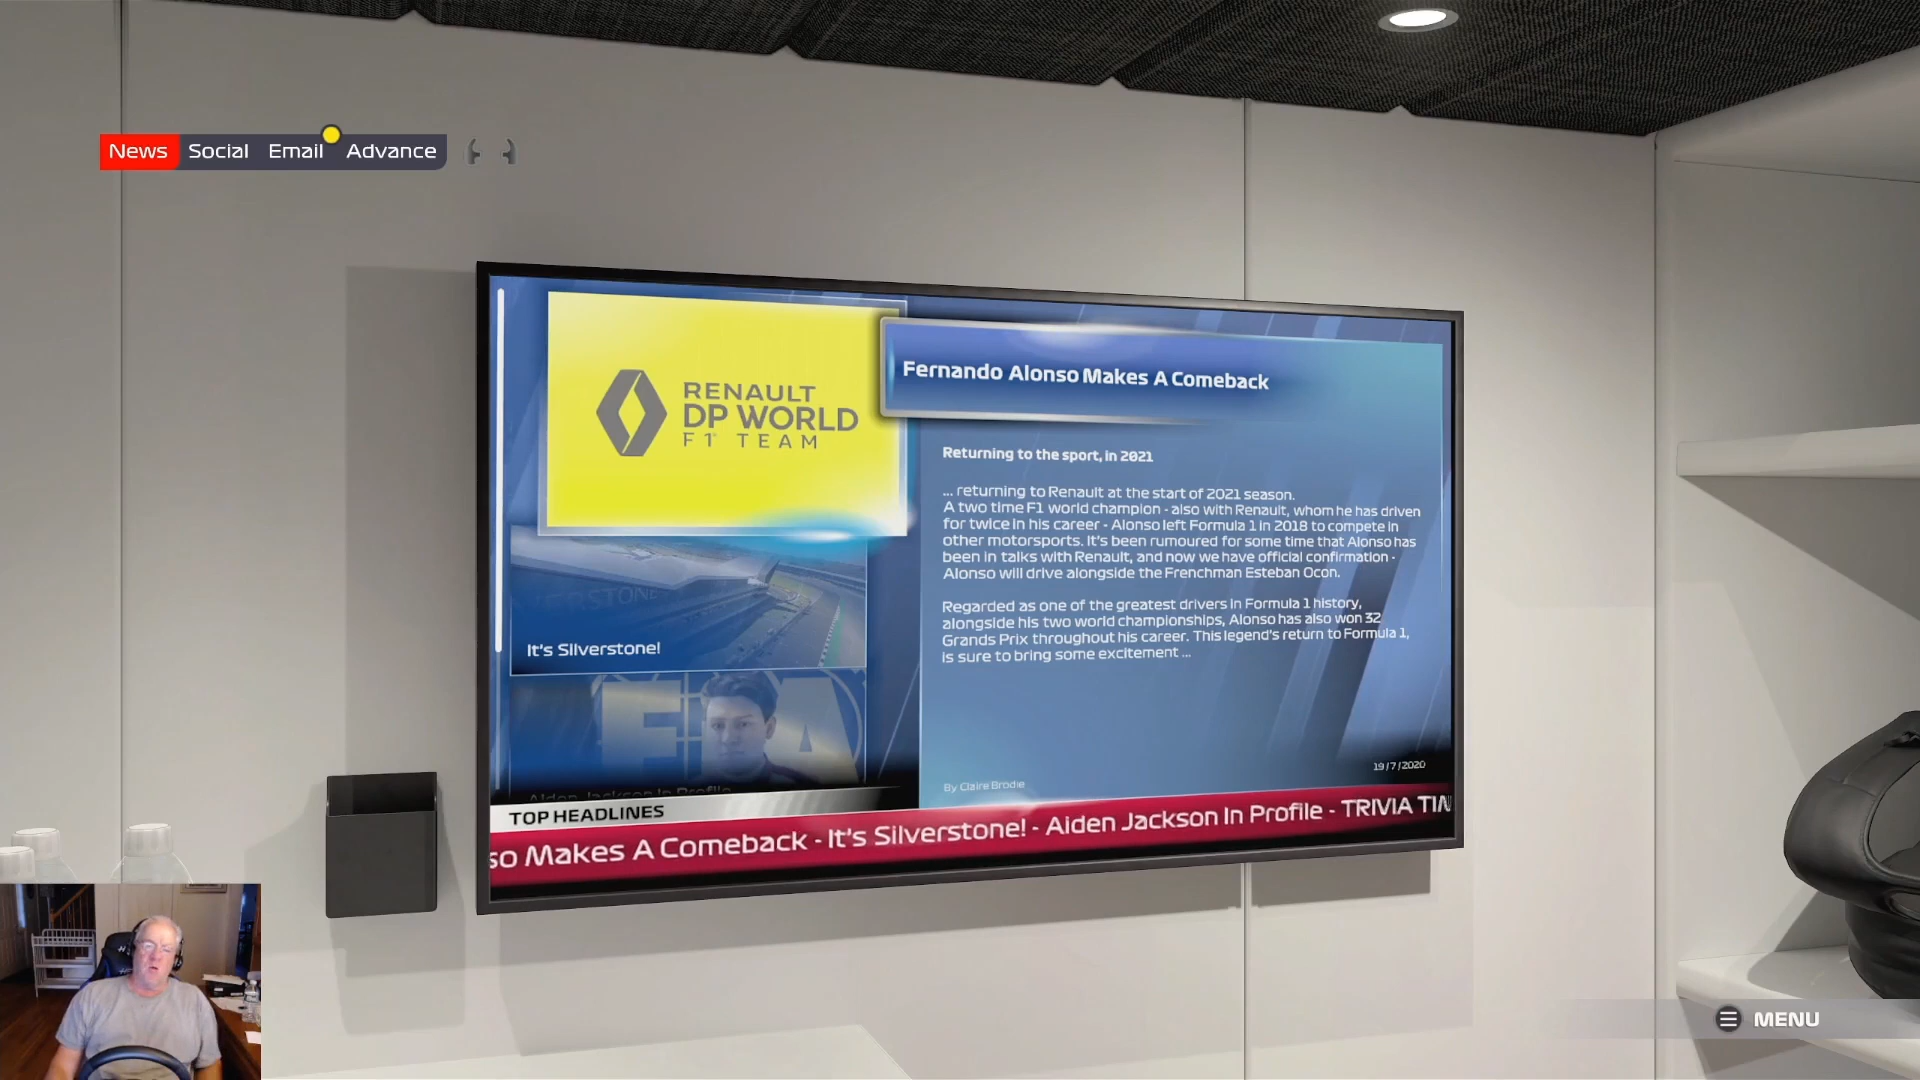 News Social Email Advance
RENAULT
DP WORLD
F1 TEAM
Fernando Alonso Makes A Comeback
Returning to the sport, in 2021
... returning to Renault at the start of 2021 season.
A two time F1 world champion - also with Renault, whom he has driven
for twice in his career - Alonso left Formula 1 in 2018 to compete in
other motorsports. It's been rumoured for some time that Alonso has
been in talks with Renault, and now we have official confirmation -
Alonso will drive alongside the Frenchman Esteban Ocon.
Regarded as one of the greatest drivers in Formula 1 history,
alongside his two world championships, Alonso has also won 32
Grands Prix throughout his career. This legend's return to Formula 1,
is sure to bring some excitement ...
By Claire Brodie
19/7/2020
It's Silverstone!
FIA
Aiden Jackson In Profile
TOP HEADLINES
so Makes A Comeback - It's Silverstone! - Aiden Jackson In Profile - TRIVIA TIM
MENU